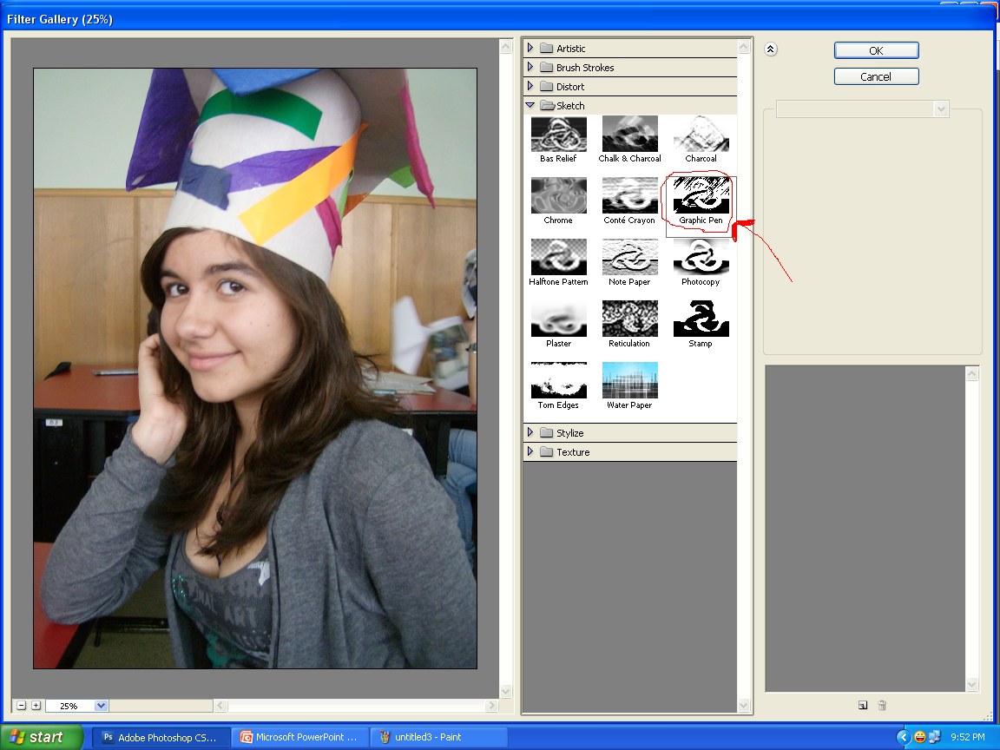 Filter Gallery (25%)
Artistic
Brush Strokes
Distort
Sketch
Bas Relief
Chalk & Charcoal
Charcoal
Chrome
Conté Crayon
Graphic Pen
Halftone Pattern
Note Paper
Photocopy
Plaster
Reticulation
Stamp
Torn Edges
Water Paper
Stylize
Texture
OK
Cancel
25%
start
Ps Adobe Photoshop CS...
Microsoft PowerPoint ...
untitled3 - Paint
9:52 PM